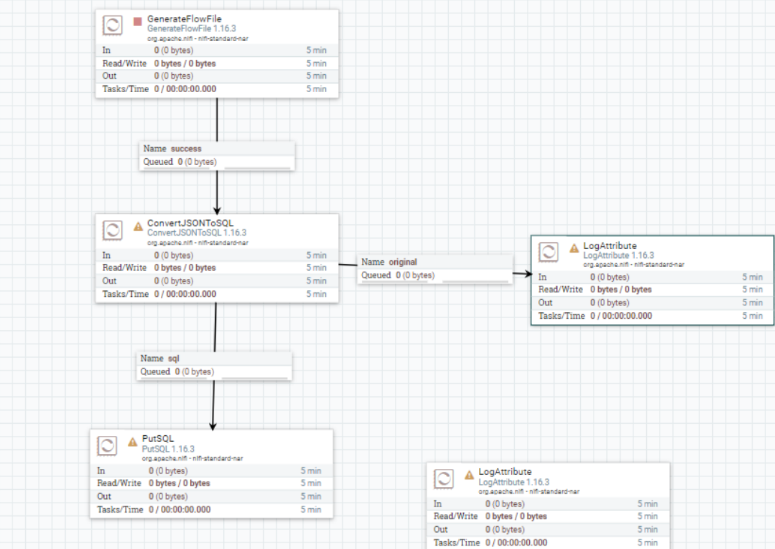 GenerateFlowFile
GenerateFlowFile 1.16.3
org.apache.nifi - nifi-standard-nar
In 0 (0 bytes) 5 min
Read/Write 0 bytes / 0 bytes 5 min
Out 0 (0 bytes) 5 min
Tasks/Time 0 / 00:00:00.000 5 min
Name success
Queued 0 (0 bytes)
ConvertJSONToSQL
ConvertJSONToSQL 1.16.3
org.apache.nifi - nifi-standard-nar
In 0 (0 bytes) 5 min
Read/Write 0 bytes / 0 bytes 5 min
Out 0 (0 bytes) 5 min
Tasks/Time 0 / 00:00:00.000 5 min
Name original
Queued 0 (0 bytes)
LogAttribute
LogAttribute 1.16.3
org.apache.nifi - nifi-standard-nar
In 0 (0 bytes) 5 min
Read/Write 0 bytes / 0 bytes 5 min
Out 0 (0 bytes) 5 min
Tasks/Time 0 / 00:00:00.000 5 min
Name sql
Queued 0 (0 bytes)
PutSQL
PutSQL 1.16.3
org.apache.nifi - nifi-standard-nar
In 0 (0 bytes) 5 min
Read/Write 0 bytes / 0 bytes 5 min
Out 0 (0 bytes) 5 min
Tasks/Time 0 / 00:00:00.000 5 min
LogAttribute
LogAttribute 1.16.3
org.apache.nifi - nifi-standard-nar
In 0 (0 bytes) 5 min
Read/Write 0 bytes / 0 bytes 5 min
Out 0 (0 bytes) 5 min
Tasks/Time 0 / 00:00:00.000 5 min